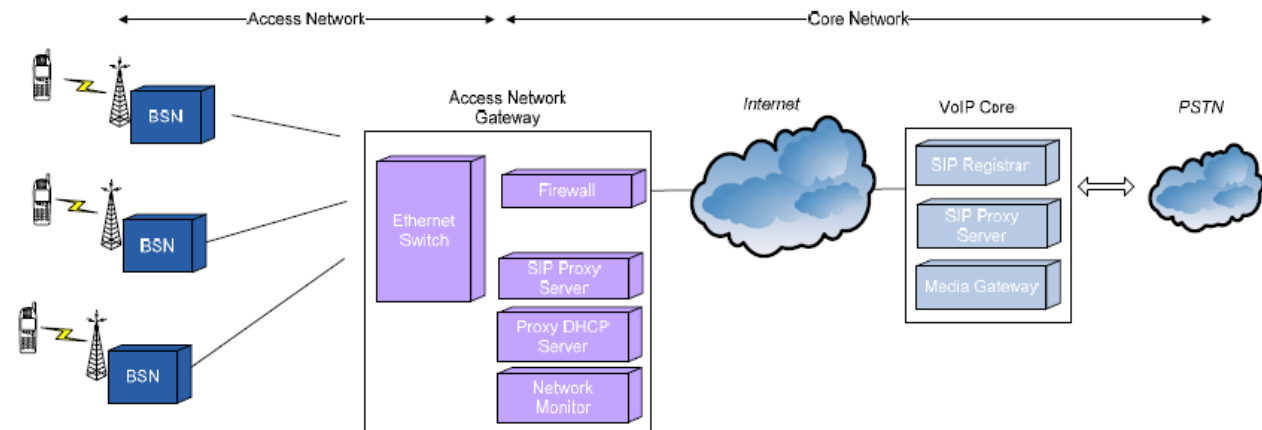 Access Network
Core Network
BSN
BSN
BSN
Access Network
Gateway
Ethernet
Switch
Firewall
SIP Proxy
Server
Proxy DHCP
Server
Network
Monitor
Internet
VoIP Core
SIP Registrar
SIP Proxy
Server
Media Gateway
PSTN